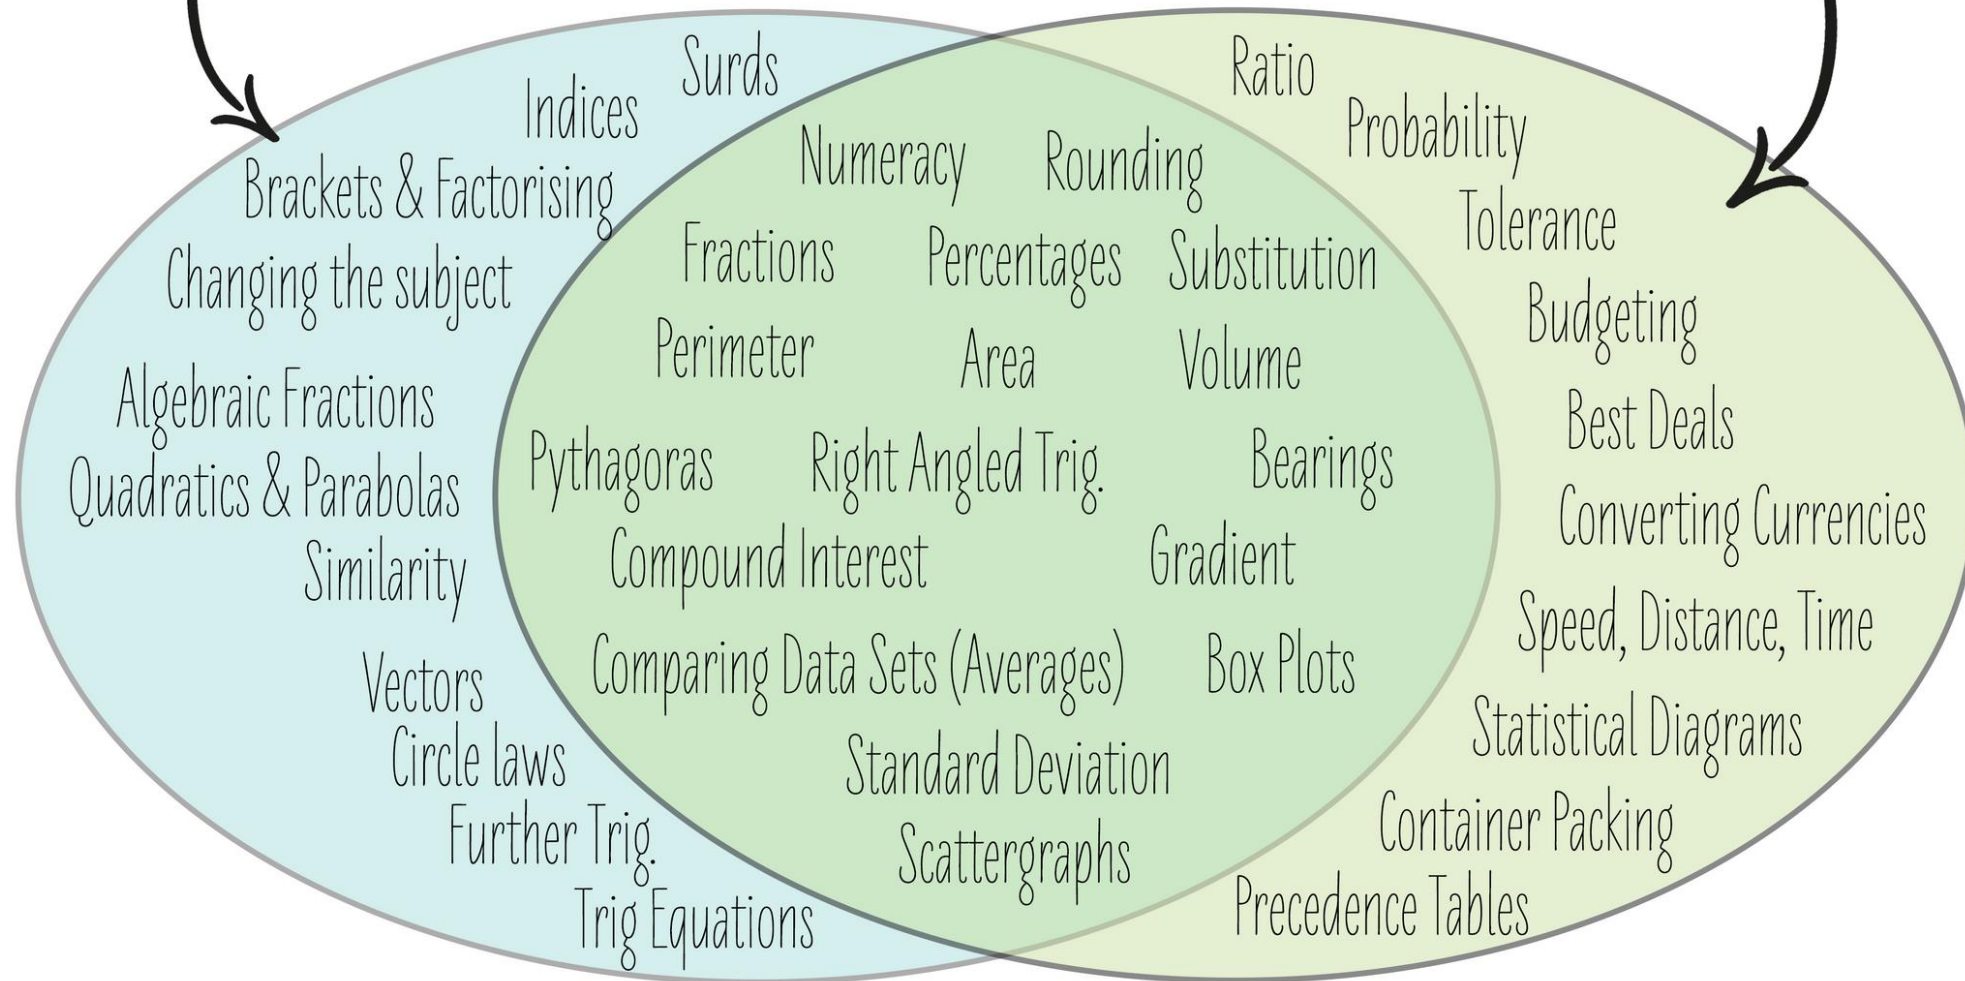 Surds
Indices
Brackets & Factorising
Changing the subject
Algebraic Fractions
Quadratics & Parabolas
Similarity
Vectors
Circle laws
Further Trig.
Trig Equations
Numeracy
Rounding
Fractions
Percentages
Substitution
Perimeter
Area
Volume
Pythagoras
Right Angled Trig.
Bearings
Compound Interest
Gradient
Comparing Data Sets (Averages)
Box Plots
Standard Deviation
Scattergraphs
Ratio
Probability
Tolerance
Budgeting
Best Deals
Converting Currencies
Speed, Distance, Time
Statistical Diagrams
Container Packing
Precedence Tables